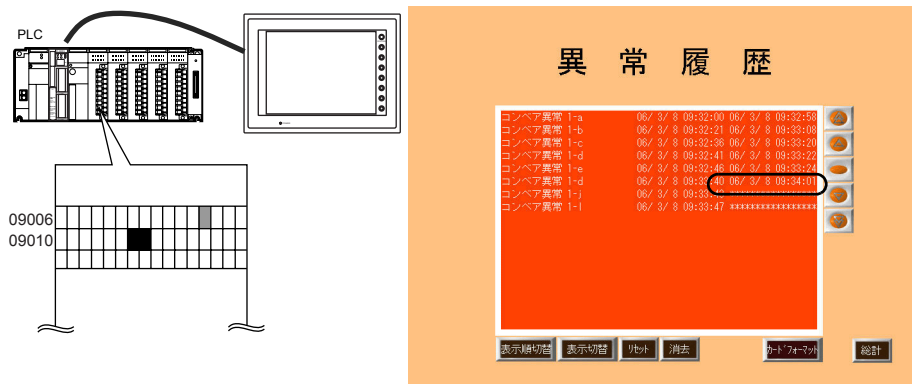 PLC
09006
09010
異常履歴
コンベア異常 1-a 06/ 3/ 8 09:32:00 06/ 3/ 8 09:32:58
コンベア異常 1-b 06/ 3/ 8 09:32:21 06/ 3/ 8 09:33:08
コンベア異常 1-c 06/ 3/ 8 09:32:36 06/ 3/ 8 09:33:20
コンベア異常 1-d 06/ 3/ 8 09:32:41 06/ 3/ 8 09:33:22
コンベア異常 1-e 06/ 3/ 8 09:32:46 06/ 3/ 8 09:33:24
コンベア異常 1-d 06/ 3/ 8 09:33:40 06/ 3/ 8 09:34:01
コンベア異常 1-j 06/ 3/ 8
コンベア異常 1-l 06/ 3/ 8 09:33:47 *****************
表示順切替 表示切替 リセット 消去 カードフォーマット 総計